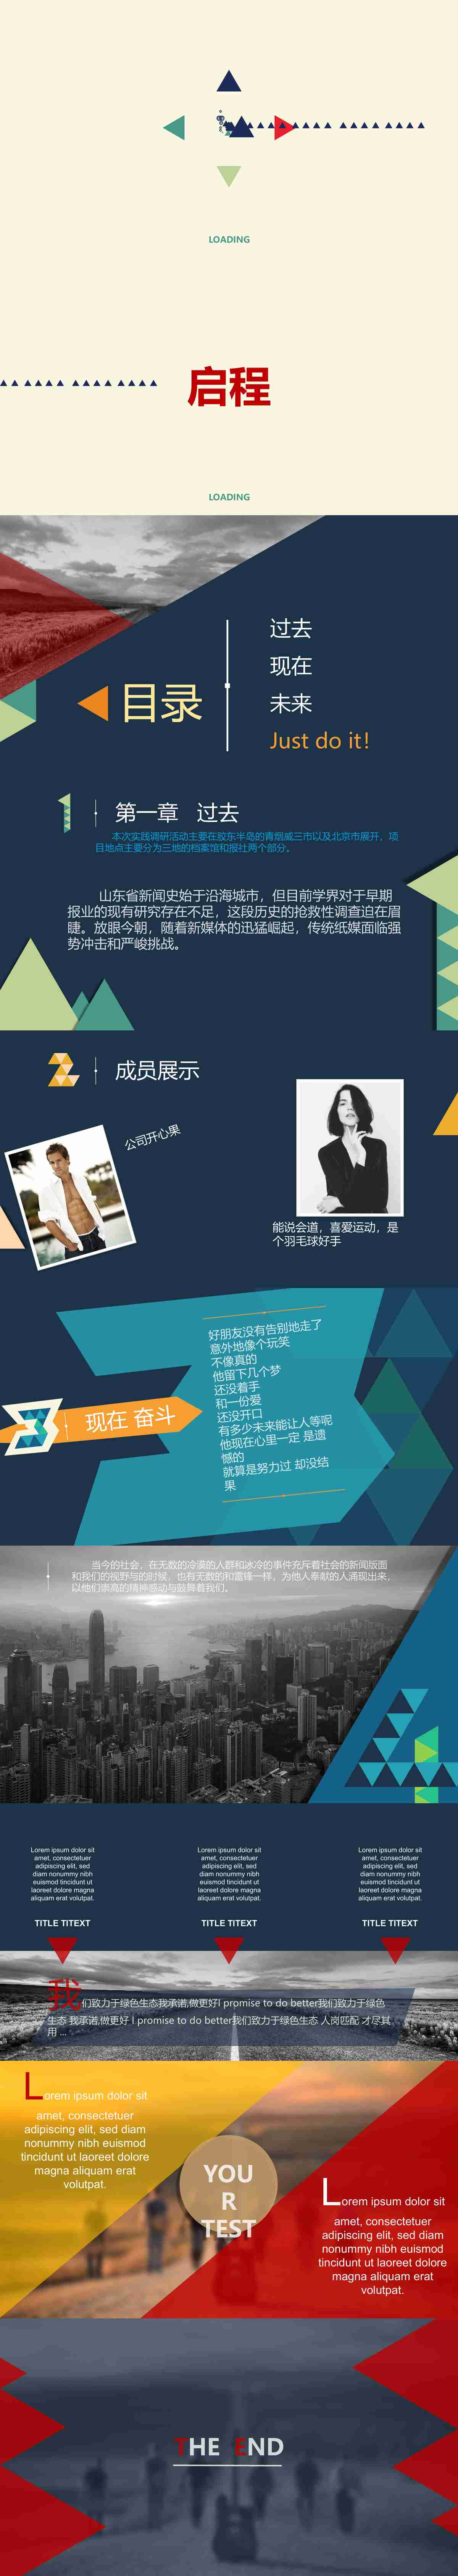 LOADING
启程
LOADING
目录
过去
现在
未来
Just do it!
第一章 过去
本次实践调研活动主要在胶东半岛的青烟威三市以及北京市展开，项
目地点主要分为三地的档案馆和报社两个部分。
山东省新闻史始于沿海城市，但目前学界对于早期
报业的现有研究存在不足，这段历史的抢救性调查迫在眉
睫。放眼今朝，随着新媒体的迅猛崛起，传统纸媒面临强
势冲击和严峻挑战。
2
成员展示
公司开心果
能说会道，喜爱运动，是
个羽毛球好手
3
现在 奋斗
好朋友没有告别地走了
意外地像个玩笑
不像真的
他留下几个梦
还没着手
和一份爱
还没开口
有多少未来能让人等呢
他现在心里一定 是遗
憾的
就算是努力过 却没结
果
当今的社会，在无数的冷漠的人群和冰冷的事件充斥着社会的新闻版面
和我们的视野与的时候，也有无数的和雷锋一样，为他人奉献的人涌现出来，
以他们崇高的精神感动与鼓舞着我们。
4
Lorem ipsum dolor sit
amet, consectetuer
adipiscing elit, sed
diam nonummy nibh
euismod tincidunt ut
laoreet dolore magna
aliquam erat volutpat.
TITLE TITEXT
Lorem ipsum dolor sit
amet, consectetuer
adipiscing elit, sed
diam nonummy nibh
euismod tincidunt ut
laoreet dolore magna
aliquam erat volutpat.
TITLE TITEXT
Lorem ipsum dolor sit
amet, consectetuer
adipiscing elit, sed
diam nonummy nibh
euismod tincidunt ut
laoreet dolore magna
aliquam erat volutpat.
TITLE TITEXT
我们致力于绿色生态我承诺,做更好I promise to do better我们致力于绿色
生态 我承诺,做更好 I promise to do better我们致力于绿色生态 人岗匹配 才尽其
用 ...
Lorem ipsum dolor sit
amet, consectetuer
adipiscing elit, sed diam
nonummy nibh euismod
tincidunt ut laoreet dolore
magna aliquam erat
volutpat.
YOU
R
TEST
Lorem ipsum dolor sit
amet, consectetuer
adipiscing elit, sed diam
nonummy nibh euismod
tincidunt ut laoreet dolore
magna aliquam erat
volutpat.
THE END